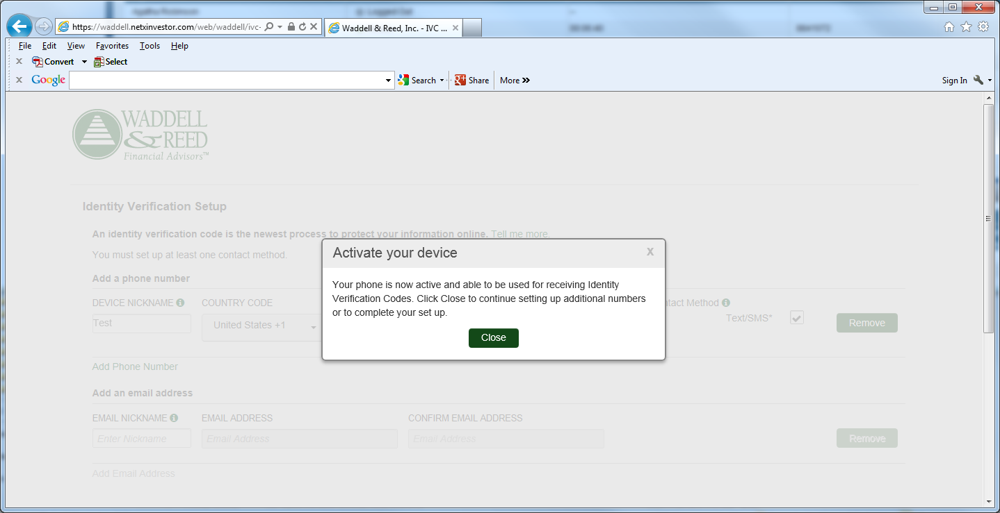 Logged Out
https://waddell.netxinvestor.com/web/waddell/ivc-
Waddell & Reed, Inc. - IVC ...
File Edit View Favorites Tools Help
x Convert Select
x Google Search Share More » Sign In
WADDELL
& REED
Financial Advisors™
Identity Verification Setup
An identity verification code is the newest process to protect your information online. Tell me more.
You must set up at least one contact method.
Add a phone number
DEVICE NICKNAME COUNTRY CODE ntact Method
Test United States +1 Text/SMS* Remove
Activate your device X
Your phone is now active and able to be used for receiving Identity
Verification Codes. Click Close to continue setting up additional numbers
or to complete your set up.
Close
Add Phone Number
Add an email address
EMAIL NICKNAME EMAIL ADDRESS CONFIRM EMAIL ADDRESS
Enter Nickname Email Address Email Address Remove
Add Email Address